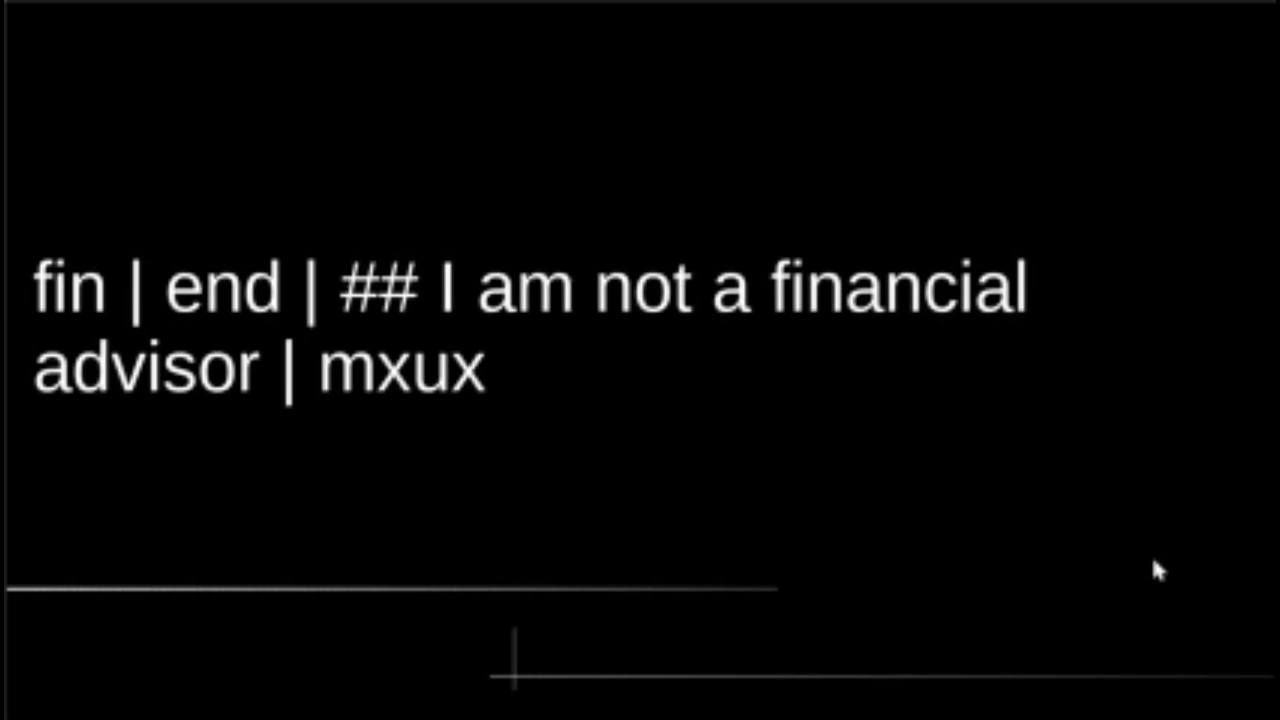 fin | end | ## I am not a financial
advisor | mxux